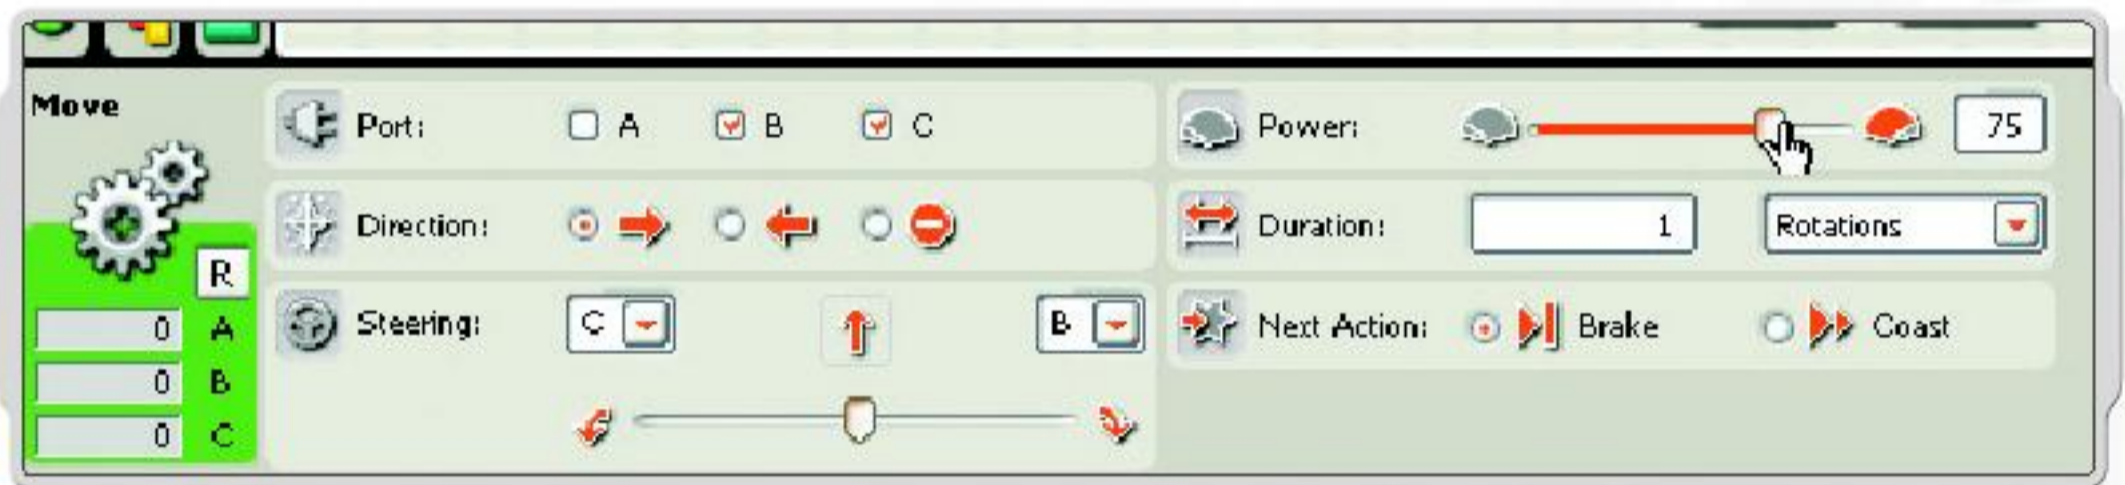 Move
Port: A B C
Power: 75
Direction:
Duration: 1 Rotations
R
Steering: C B
Next Action: Brake Coast
0 A
0 B
0 C